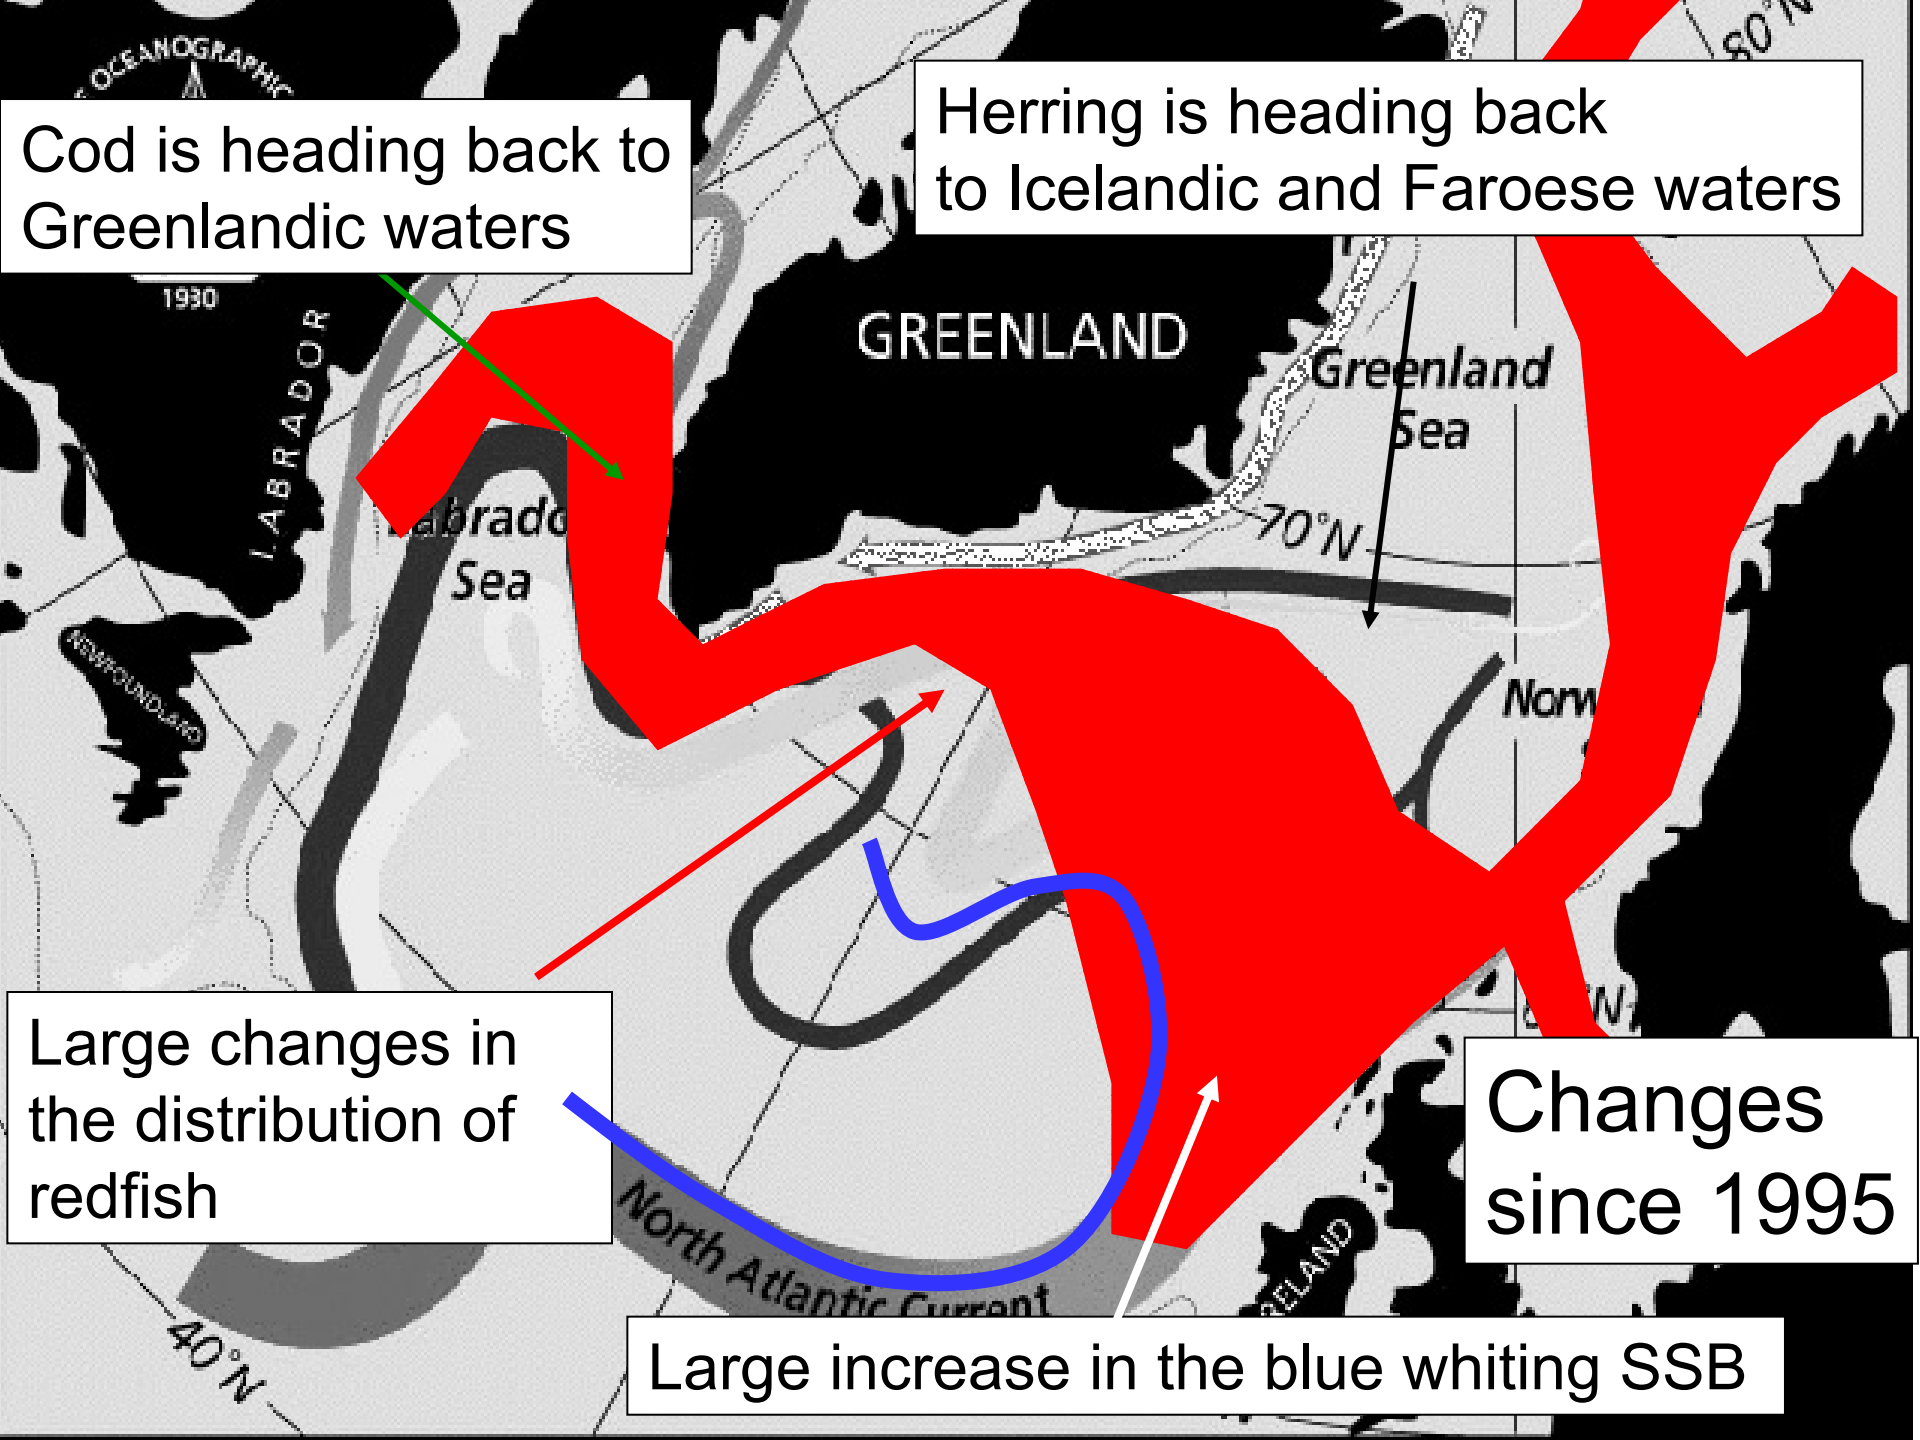 OCEANOGRAPHIC
80°N
Cod is heading back to
Greenlandic waters
Herring is heading back
to Icelandic and Faroese waters
1930
LABRADOR
GREENLAND
Greenland
Sea
70°N
Sea
NEWFOUNDLAND
Large changes in
the distribution of
redfish
Changes
since 1995
North Atlantic Current
40°N
Large increase in the blue whiting SSB